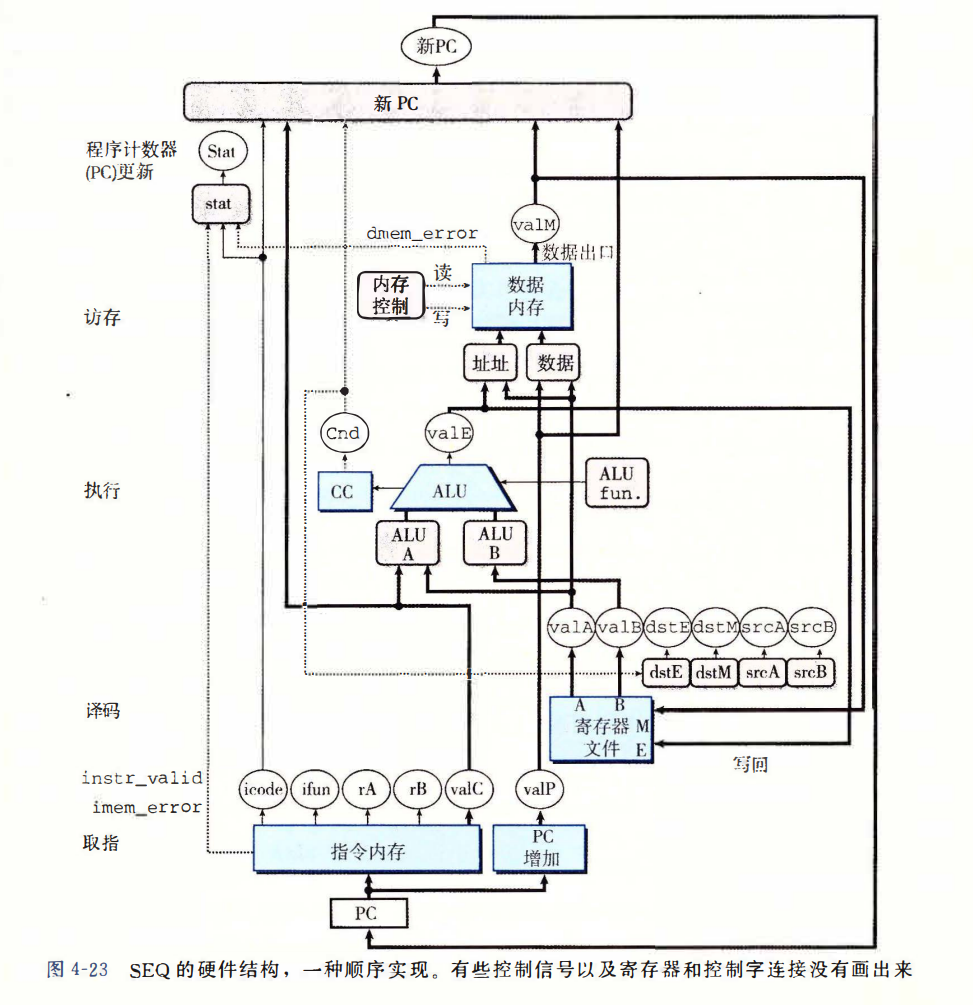 新PC
新 PC
程序计数器
(PC)更新
Stat
stat
valM
dmem_error
数据出口
读
内存
控制
写
数据
内存
访存
址址
数据
Cnd
valE
执行
CC
ALU
ALU
fun.
ALU
A
ALU
B
valA
valB
dstE
dstM
srcA
srcB
dstE
dstM
srcA
srcB
译码
A B
寄存器 M
文件 E
写回
instr_valid
imem_error
icode
ifun
rA
rB
valC
valP
取指
指令内存
PC
增加
PC
图 4-23 SEQ 的硬件结构，一种顺序实现。有些控制信号以及寄存器和控制字连接没有画出来